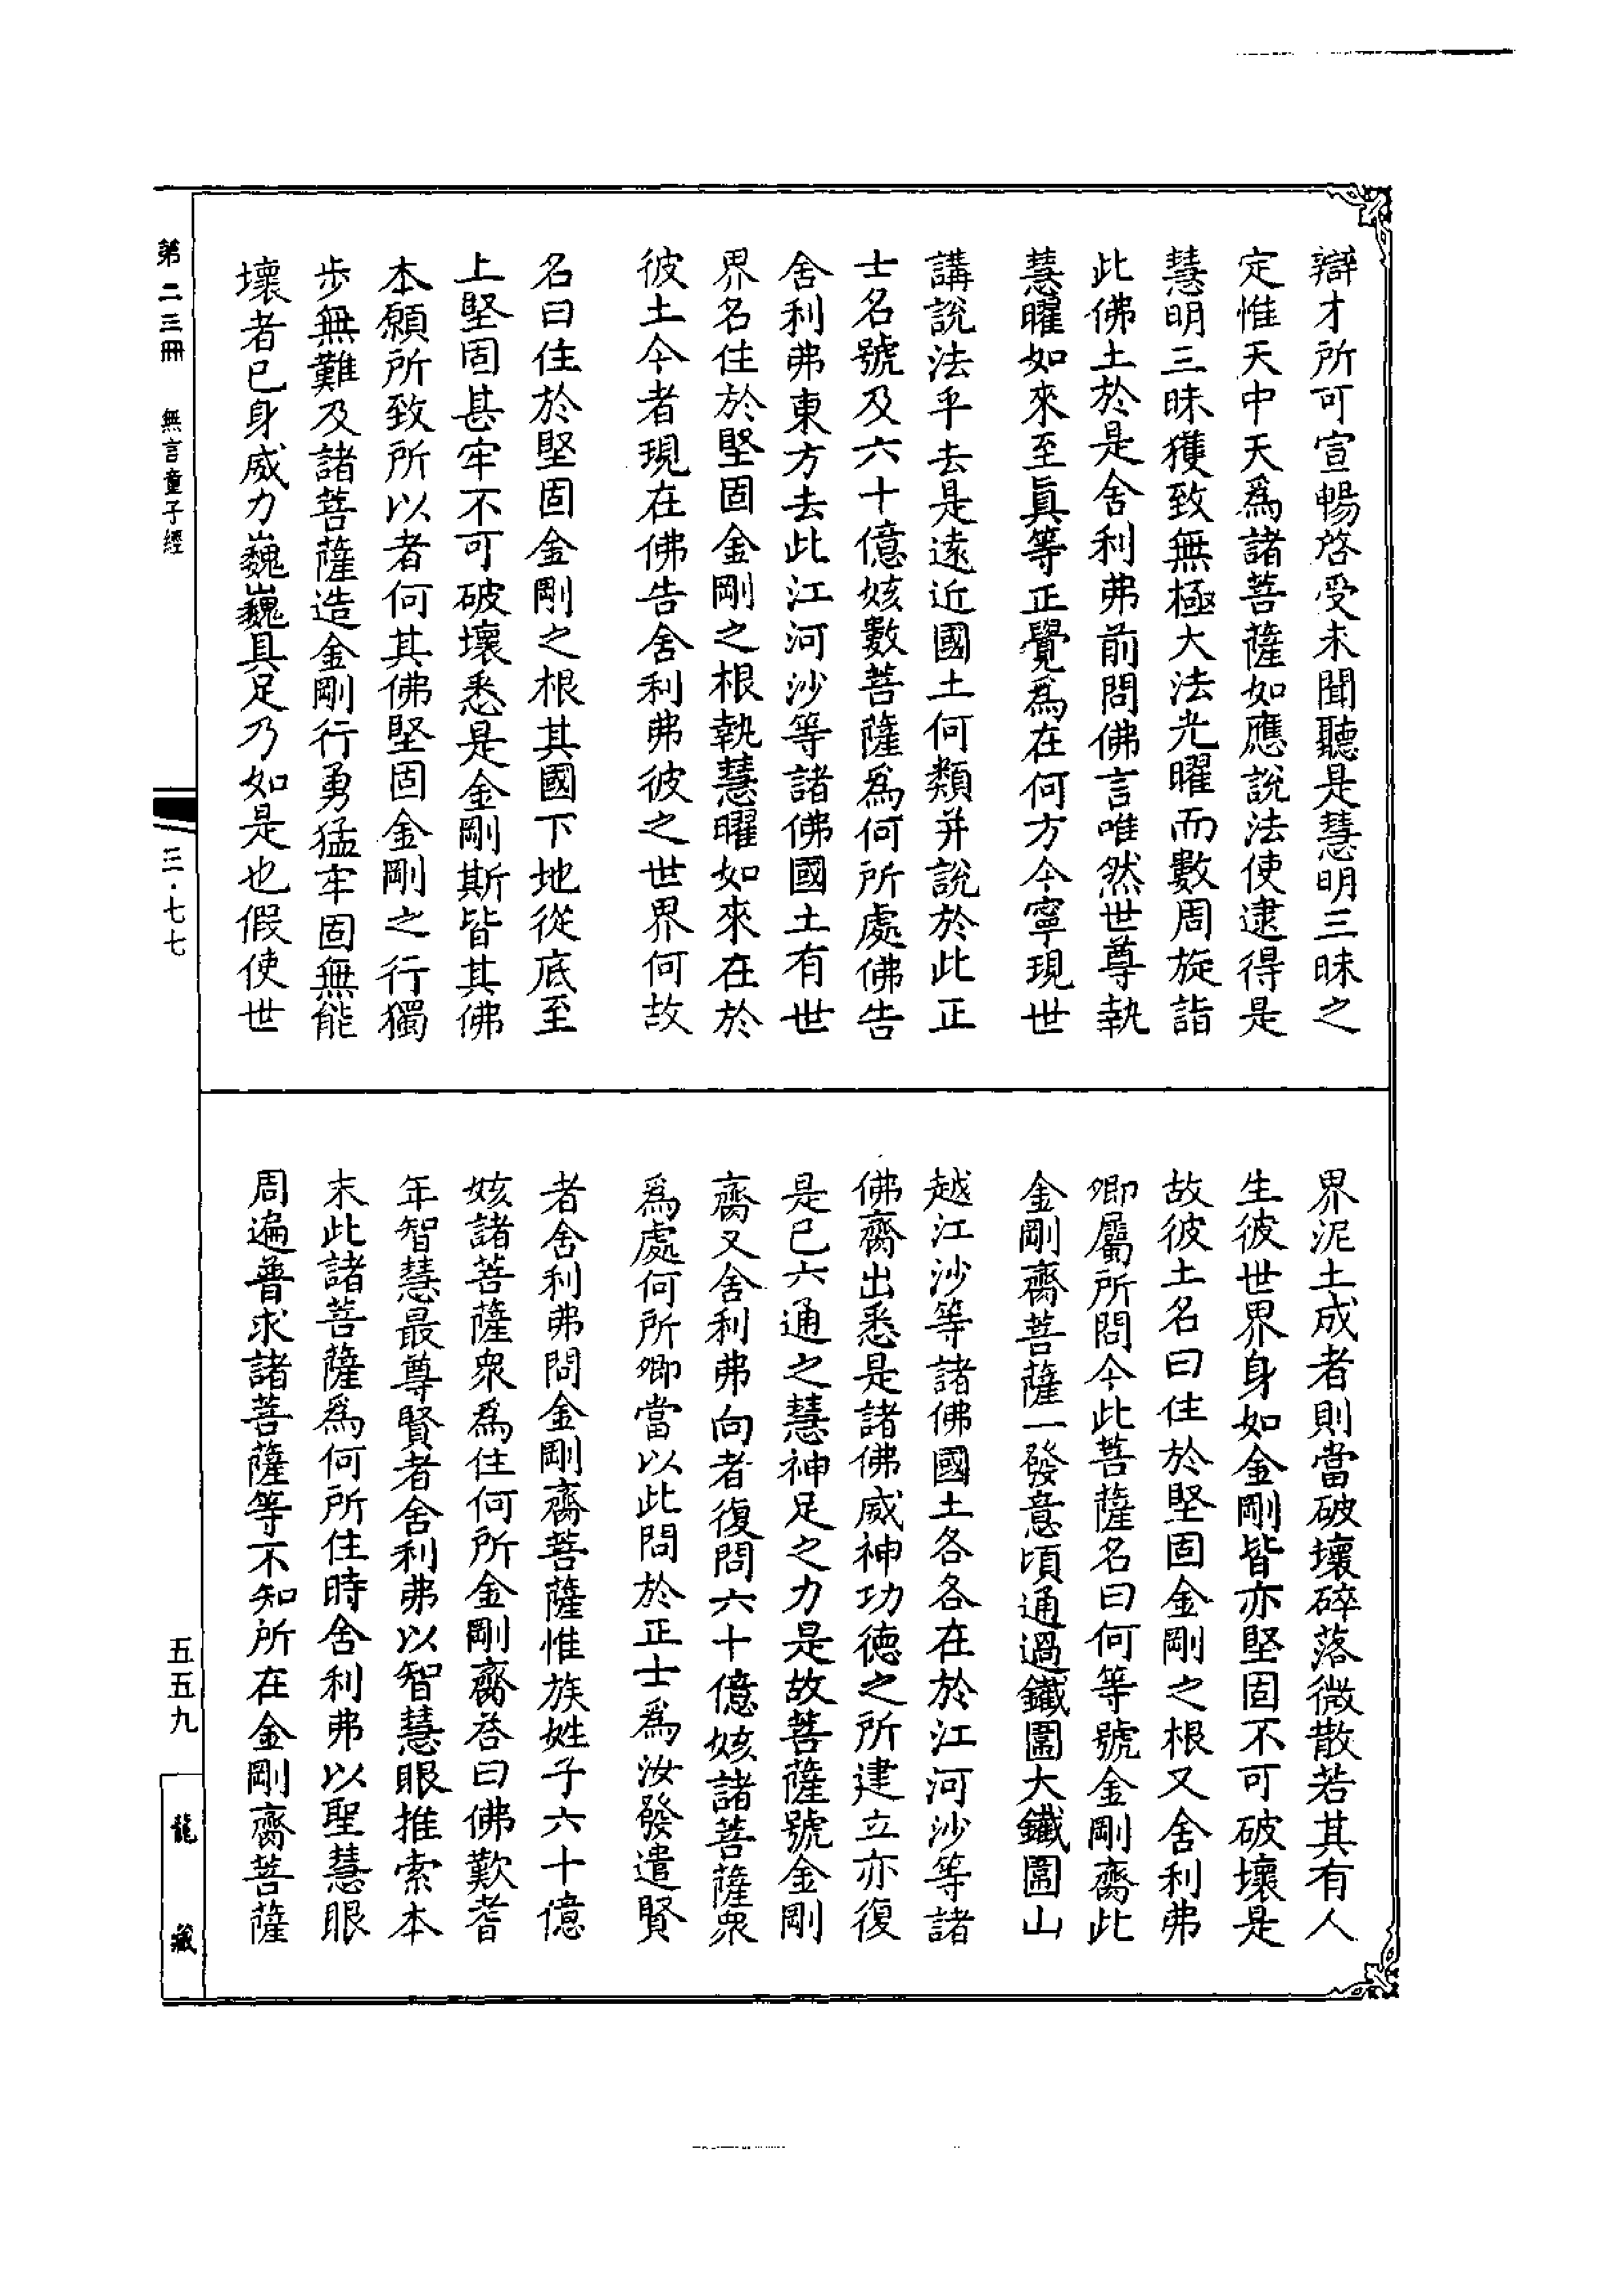 辯才所可宣暢啓受未聞聽是慧明三昧之
定惟天中天爲諸菩薩如應說法使逮得是
慧明三昧獲致無極大法光曜而數周旋詣
此佛土於是舍利弗前問佛言唯然世尊執
慧曜如來至眞等正覺爲在何方今寧現世
講說法乎去是遠近國土何類并說於此正
士名號及六十億姟數菩薩爲何所處佛告
舍利弗東方去此江河沙等諸佛國土有世
界名住於堅固金剛之根執慧曜如來在於
彼土今者現在佛告舍利弗彼之世界何故
名曰住於堅固金剛之根其國下地從底至
上堅固甚牢不可破壞悉是金剛斯皆其佛
本願所致所以者何其佛堅固金剛之行獨
步無難及諸菩薩造金剛行勇猛牢固無能
壞者已身威力巍巍具足乃如是也假使世
界泥土成者則當破壞碎落微散若其有人
生彼世界身如金剛皆亦堅固不可破壞是
故彼土名曰住於堅固金剛之根又舍利弗
卿屬所問今此菩薩名曰何等號金剛齎此
金剛齎菩薩一發意頃通過鐵圍大鐵圍山
越江沙等諸佛國土各各在於江河沙等諸
佛齎出悉是諸佛威神功德之所建立亦復
是已六通之慧神足之力是故菩薩號金剛
齎又舍利弗向者復問六十億姟諸菩薩衆
爲處何所卿當以此問於正士爲汝發遣賢
者舍利弗問金剛齎菩薩惟族姓子六十億
姟諸菩薩衆爲住何所金剛齎荅曰佛歎耆
年智慧最尊賢者舍利弗以智慧眼推索本
末此諸菩薩爲何所住時舍利弗以聖慧眼
周遍普求諸菩薩等不知所在金剛齎菩薩
第二三冊 無言童子經
三·七七
五五九
龍藏